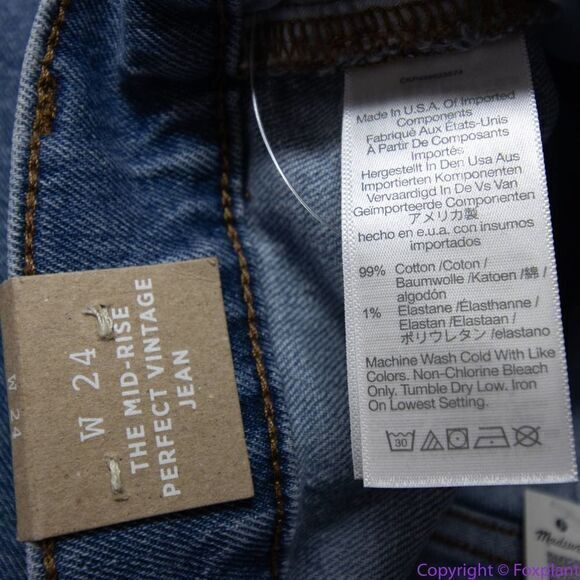 W 24
THE MID-RISE
PERFECT VINTAGE
JEAN
W 24
Made In U.S.A. Of Imported
Components
Fabriqué Aux États-Unis
À Partir De Composants
Importés
Hergestellt In Den Usa Aus
Importierten Komponenten
Vervaardigd In De Vs Van
Geïmporteerde Componenten
アメリカ製
hecho en e.u.a. con insumos
importados
99% Cotton /Coton /
Baumwolle /Katoen /綿 /
algodón
1% Elastane /Élasthanne /
Elastan /Elastaan /
ポリウレタン /elastano
Machine Wash Cold With Like
Colors. Non-Chlorine Bleach
Only. Tumble Dry Low. Iron
On Lowest Setting.
30
Copyright © Foxplam